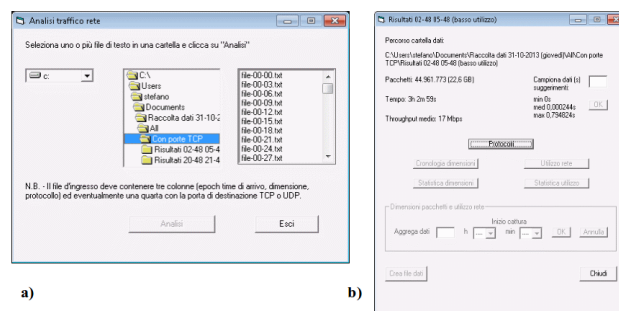 Analisi traffico rete
Seleziona uno o più file di testo in una cartella e clicca su "Analisi"
c:
C:\
Users
stefano
Documents
Raccolta dati 31-10-2
All
Con porte TCP
Risultati 02-48 05-4
Risultati 20-48 21-4
file-00-00.txt
file-00-03.txt
file-00-06.txt
file-00-09.txt
file-00-12.txt
file-00-15.txt
file-00-18.txt
file-00-21.txt
file-00-24.txt
file-00-27.txt
N.B. - Il file d'ingresso deve contenere tre colonne (epoch time di arrivo, dimensione,
protocollo) ed eventualmente una quarta con la porta di destinazione TCP o UDP.
Analisi
Esci
a)
Risultati 02-48 05-48 (basso utilizzo)
Percorso cartella dati:
C:\Users\stefano\Documents\Raccolta dati 31-10-2013 (giovedì)\All\Con porte
TCP\Risultati 02-48 05-48 (basso utilizzo)
Pacchetti: 44.961.773 (22,6 GB)
Campiona dati (s)
suggerimenti:
Tempo: 3h 2m 59s
min 0s
med 0,000244s
max 0,794824s
OK
Throughput medio: 17 Mbps
Protocolli
Cronologia dimensioni
Utilizzo rete
Statistica dimensioni
Statistica utilizzo
Dimensioni pacchetti e utilizzo rete
Inizio cattura
Aggrega dati
h
---
min
---
OK
Annulla
Crea file dati
Chiudi
b)